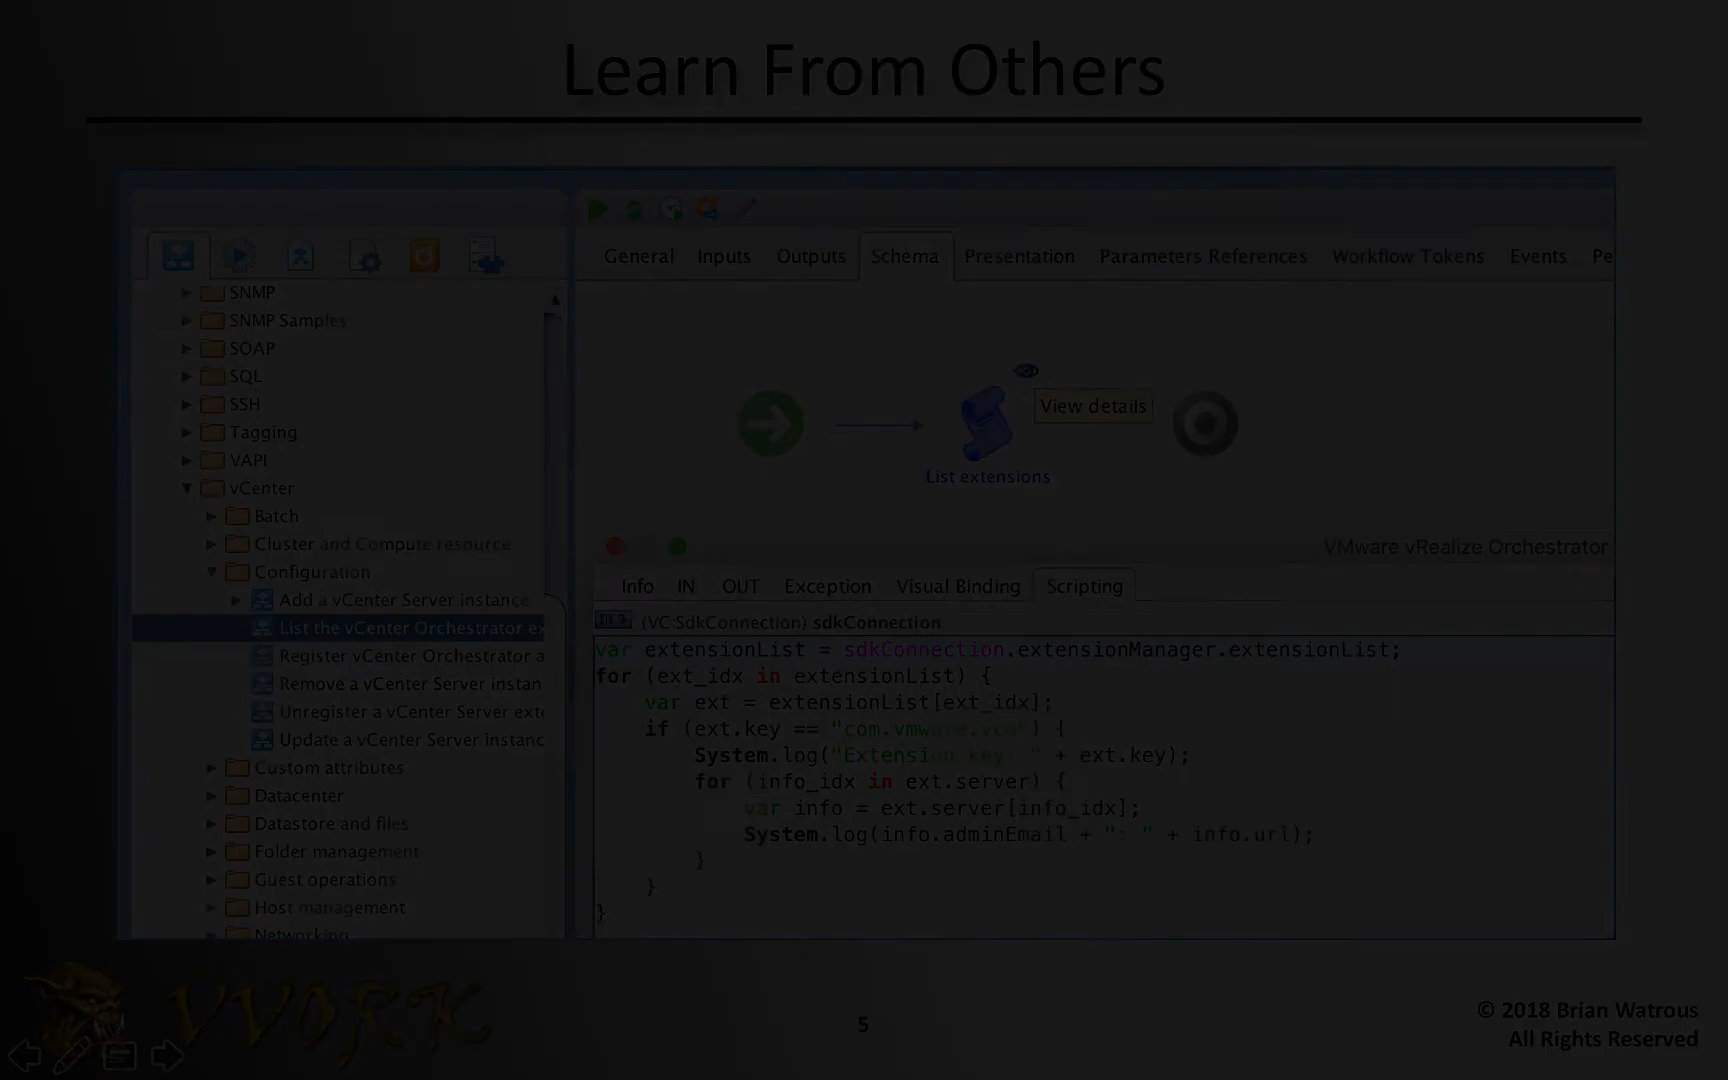 Learn From Others
General Inputs Outputs Schema Presentation Parameters References Workflow Tokens Events Pe
SNMP
SNMP Samples
SOAP
SQL
SSH
Tagging
VAPI
vCenter
Batch
Cluster and Compute resource
Configuration
Add a vCenter Server instance
List the vCenter Orchestrator ex
Register vCenter Orchestrator a
Remove a vCenter Server instan
Unregister a vCenter Server exte
Update a vCenter Server instanc
Custom attributes
Datacenter
Datastore and files
Folder management
Guest operations
Host management
Networking
View details
List extensions
VMware vRealize Orchestrator
Info IN OUT Exception Visual Binding Scripting
(VC:SdkConnection) sdkConnection
var extensionList = sdkConnection.extensionManager.extensionList;
for (ext_idx in extensionList) {
var ext = extensionList[ext_idx];
if (ext.key == "com.vmware.vco") {
System.log("Extension key: " + ext.key);
for (info_idx in ext.server) {
var info = ext.server[info_idx];
System.log(info.adminEmail + ": " + info.url);
}
}
}
VVORK
5
© 2018 Brian Watrous
All Rights Reserved